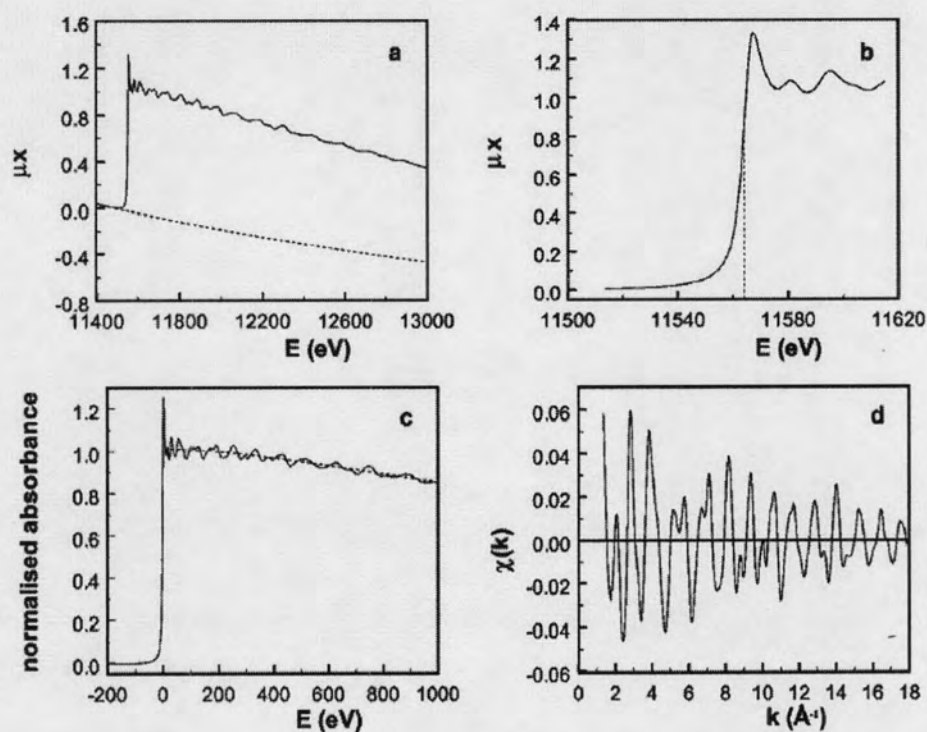 1.6
1.2
0.8
0.4
0.0
-0.4
-0.8
μx
a
11400 11800 12200 12600 13000
E (eV)
1.4
1.2
1.0
0.8
0.6
0.4
0.2
0.0
μx
b
11500 11540 11580 11620
E (eV)
1.2
1.0
0.8
0.6
0.4
0.2
0.0
normalised absorbance
c
-200 0 200 400 600 800 1000
E (eV)
0.06
0.04
0.02
0.00
-0.02
-0.04
-0.06
χ(k)
d
0 2 4 6 8 10 12 14 16 18
k (Å⁻¹)